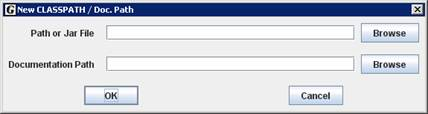 New CLASSPATH / Doc. Path
Path or Jar File
Browse
Documentation Path
Browse
OK
Cancel